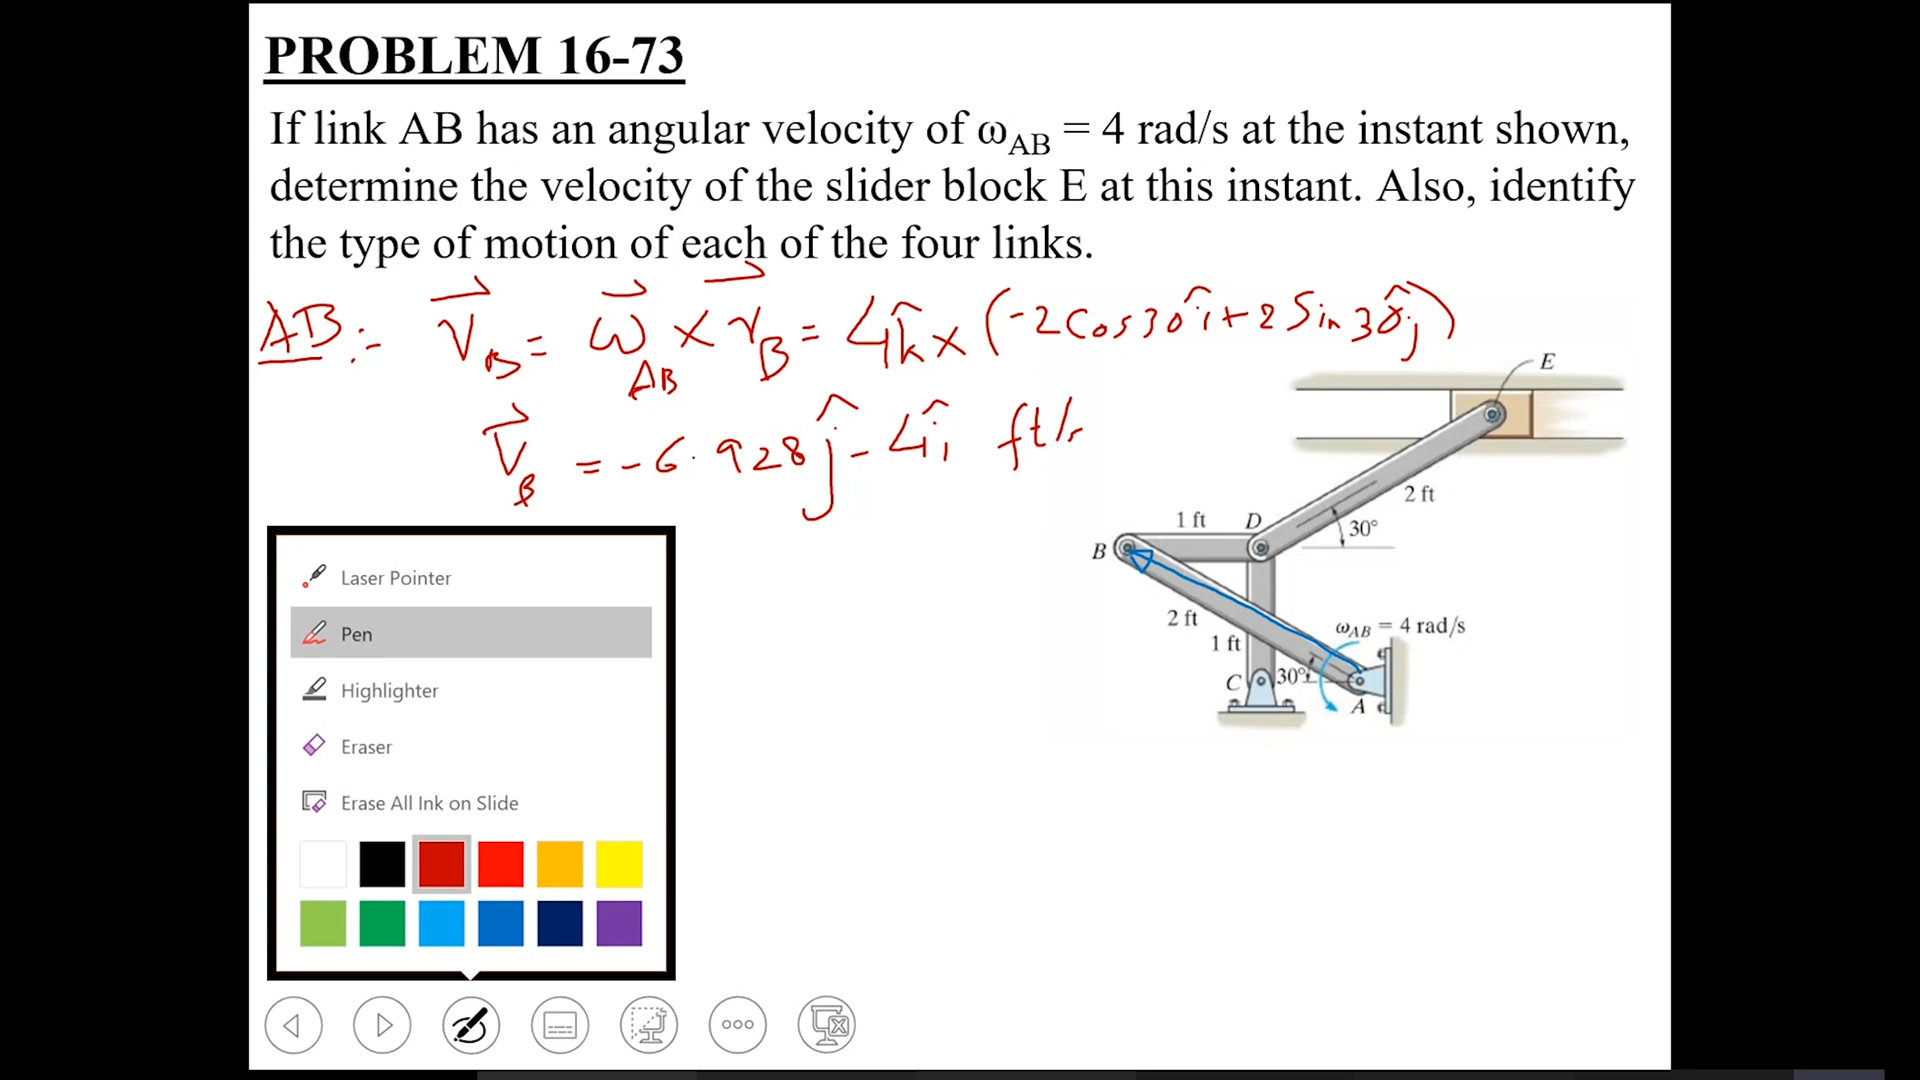 PROBLEM 16-73
If link AB has an angular velocity of ωAB = 4 rad/s at the instant shown,
determine the velocity of the slider block E at this instant. Also, identify
the type of motion of each of the four links.
AB:- V⃗B = ω⃗AB × r⃗B = 4k̂ × (-2Cos30î + 2Sin30ĵ)
V⃗B = -6.928ĵ - 4î ft/s
E
2 ft
30°
1 ft
D
B
2 ft
1 ft
ωAB = 4 rad/s
C
30°
A
Laser Pointer
Pen
Highlighter
Eraser
Erase All Ink on Slide